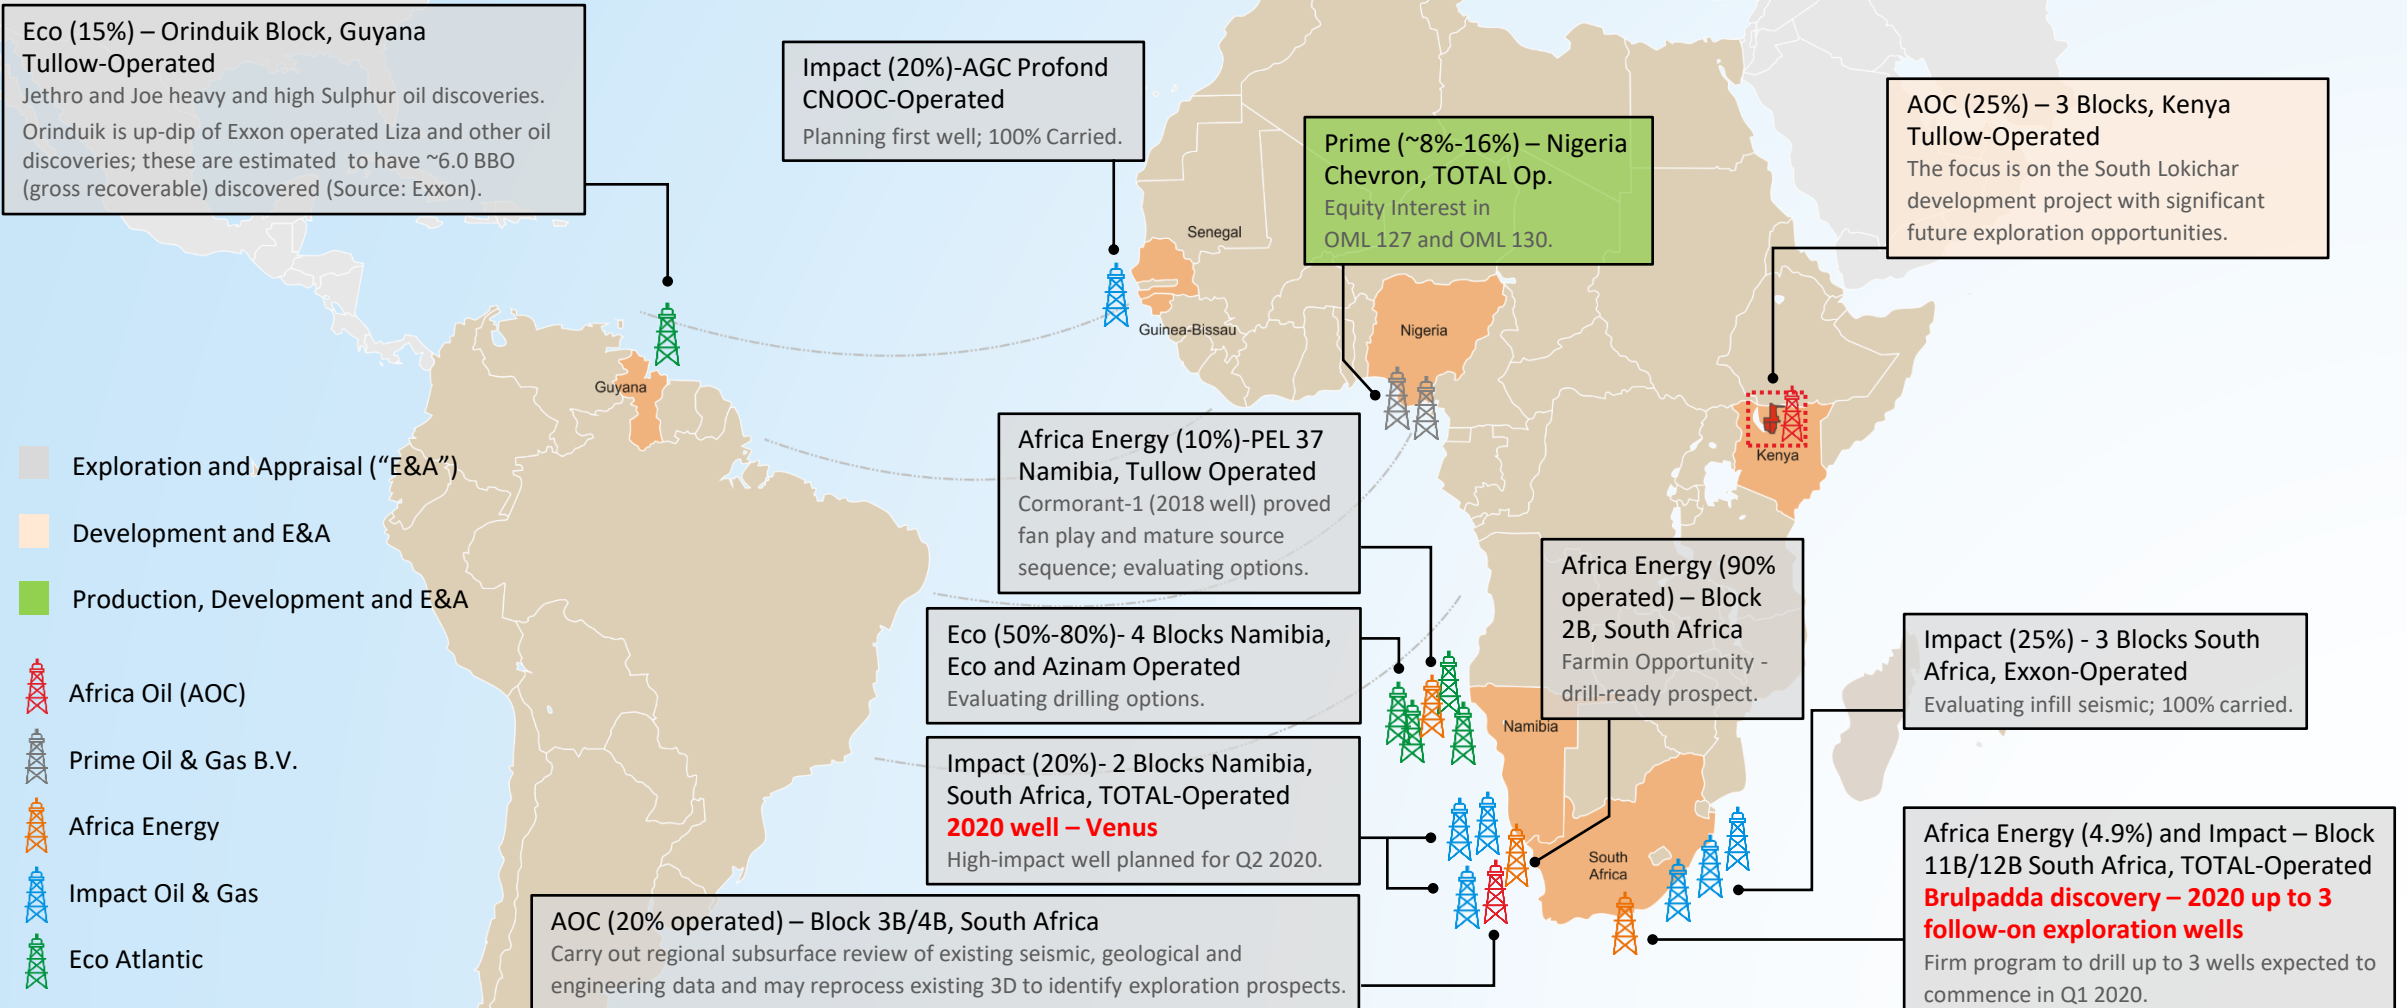 Eco (15%) – Orinduik Block, Guyana
Tullow-Operated
Jethro and Joe heavy and high Sulphur oil discoveries.
Orinduik is up-dip of Exxon operated Liza and other oil
discoveries; these are estimated to have ~6.0 BBO
(gross recoverable) discovered (Source: Exxon).
Impact (20%)-AGC Profond
CNOOC-Operated
Planning first well; 100% Carried.
Prime (~8%-16%) – Nigeria
Chevron, TOTAL Op.
Equity Interest in
OML 127 and OML 130.
AOC (25%) – 3 Blocks, Kenya
Tullow-Operated
The focus is on the South Lokichar
development project with significant
future exploration opportunities.
Senegal
Guinea-Bissau
Nigeria
Guyana
Kenya
Exploration and Appraisal (“E&A”)
Development and E&A
Production, Development and E&A
Africa Oil (AOC)
Prime Oil & Gas B.V.
Africa Energy
Impact Oil & Gas
Eco Atlantic
Africa Energy (10%)-PEL 37
Namibia, Tullow Operated
Cormorant-1 (2018 well) proved
fan play and mature source
sequence; evaluating options.
Eco (50%-80%)- 4 Blocks Namibia,
Eco and Azinam Operated
Evaluating drilling options.
Impact (20%)- 2 Blocks Namibia,
South Africa, TOTAL-Operated
2020 well – Venus
High-impact well planned for Q2 2020.
AOC (20% operated) – Block 3B/4B, South Africa
Carry out regional subsurface review of existing seismic, geological and
engineering data and may reprocess existing 3D to identify exploration prospects.
Africa Energy (90%
operated) – Block
2B, South Africa
Farmin Opportunity -
drill-ready prospect.
Namibia
South
Africa
Impact (25%) - 3 Blocks South
Africa, Exxon-Operated
Evaluating infill seismic; 100% carried.
Africa Energy (4.9%) and Impact – Block
11B/12B South Africa, TOTAL-Operated
Brulpadda discovery – 2020 up to 3
follow-on exploration wells
Firm program to drill up to 3 wells expected to
commence in Q1 2020.